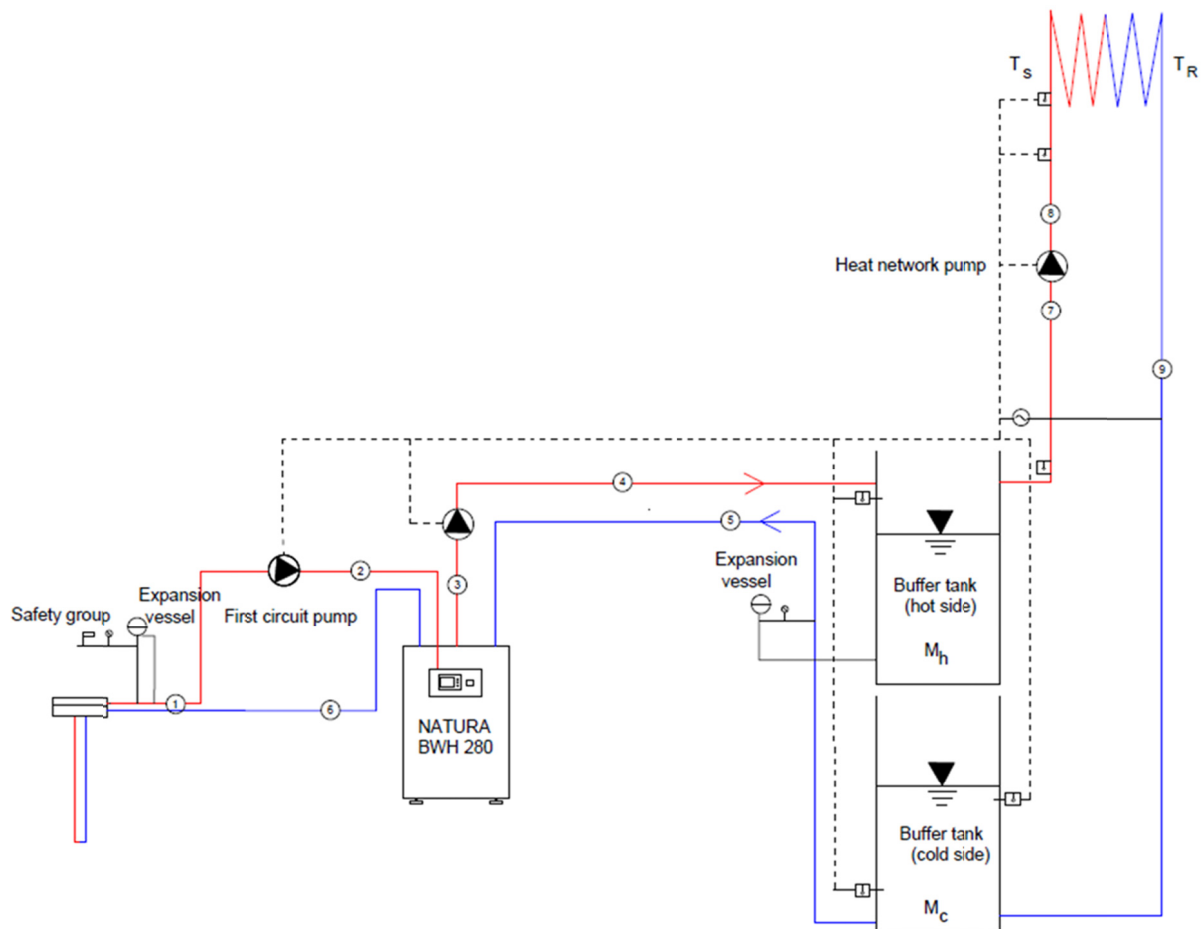 T s
T R
8
Heat network pump
7
9
4
5
2
3
Expansion
vessel
Safety group
Expansion
vessel
First circuit pump
Buffer tank
(hot side)
M h
1
6
NATURA
BWH 280
Buffer tank
(cold side)
M c